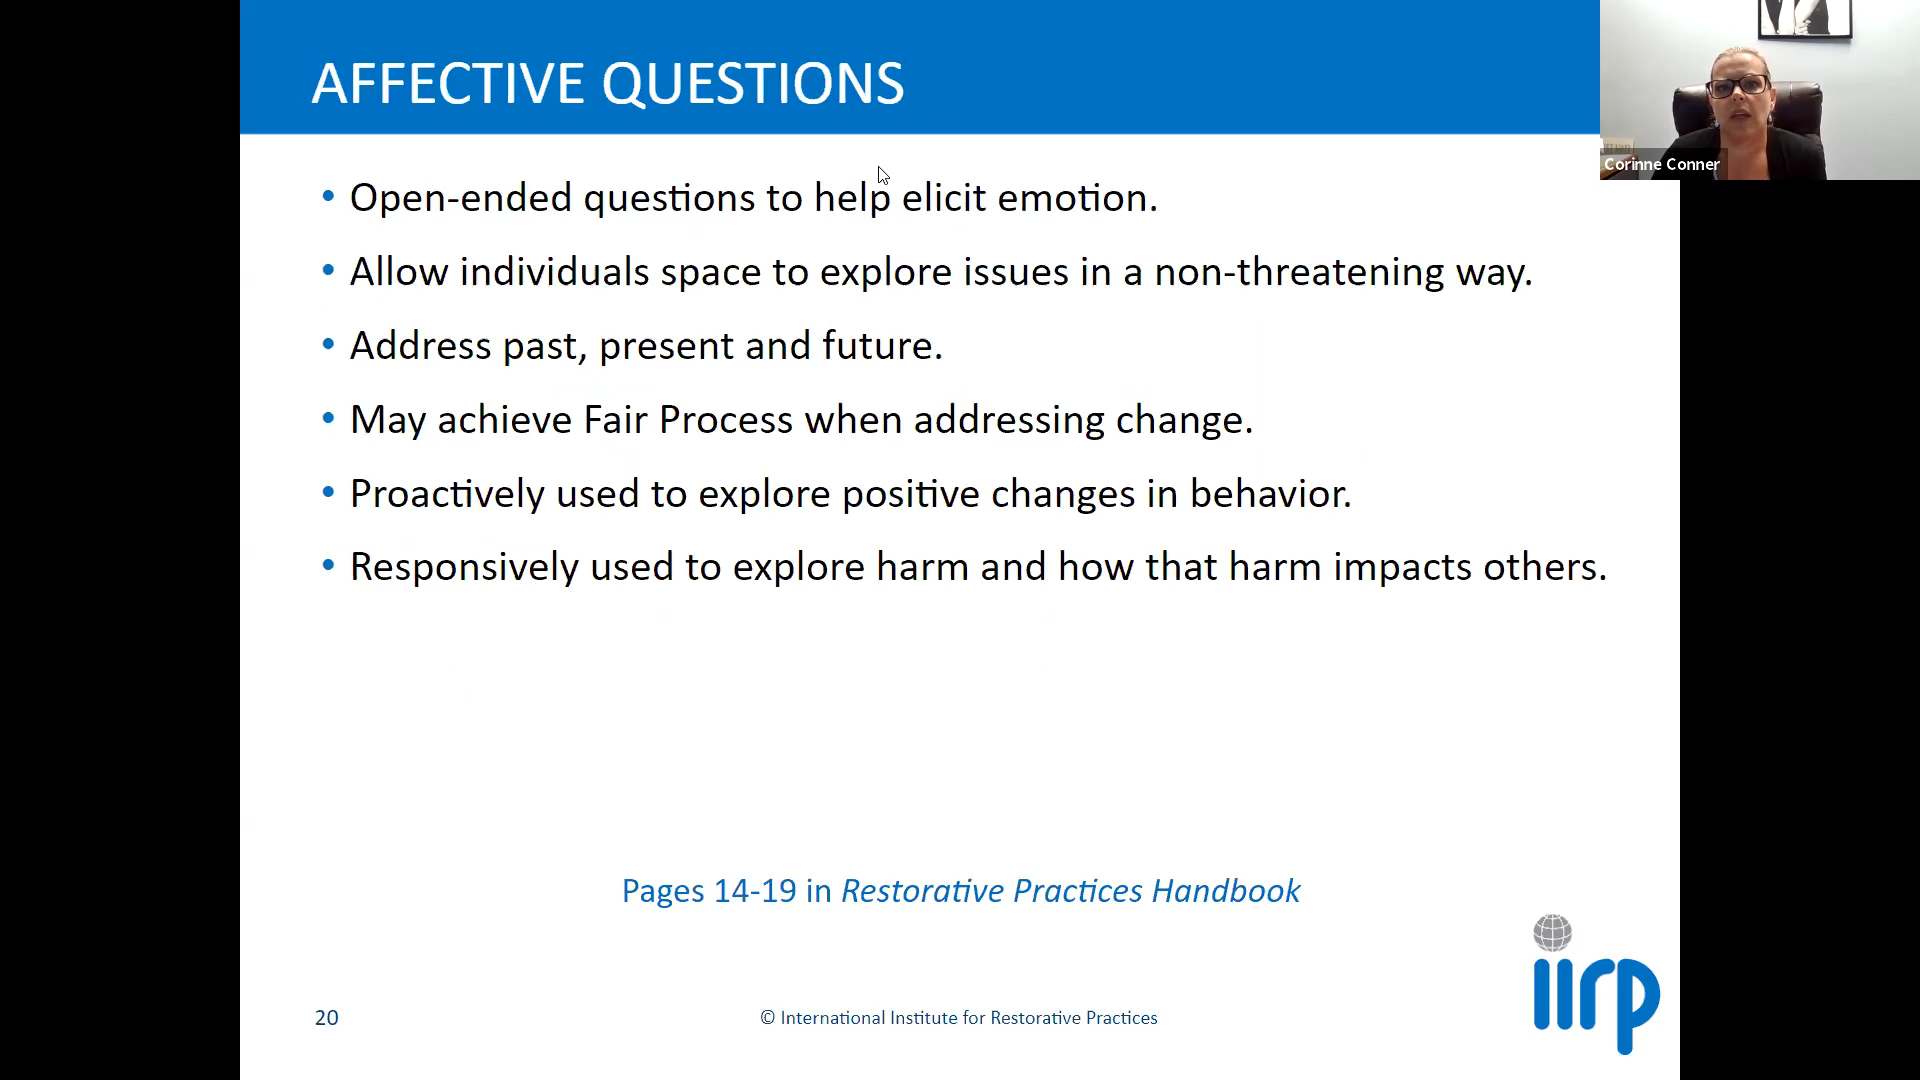 AFFECTIVE QUESTIONS
Corinne Conner
• Open-ended questions to help elicit emotion.
• Allow individuals space to explore issues in a non-threatening way.
• Address past, present and future.
• May achieve Fair Process when addressing change.
• Proactively used to explore positive changes in behavior.
• Responsively used to explore harm and how that harm impacts others.
Pages 14-19 in Restorative Practices Handbook
iirp
20
© International Institute for Restorative Practices